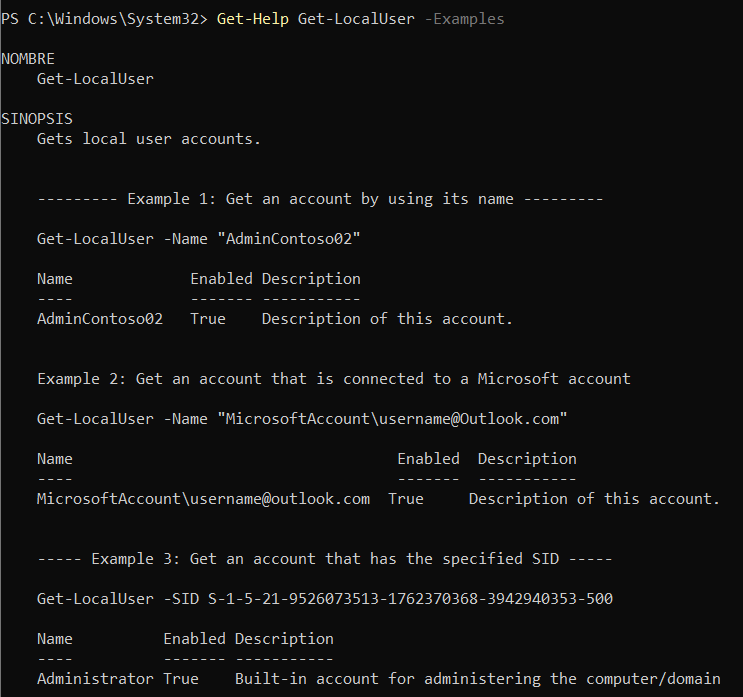 PS C:\Windows\System32> Get-Help Get-LocalUser -Examples
NOMBRE
Get-LocalUser
SINOPSIS
Gets local user accounts.
--------- Example 1: Get an account by using its name ---------
Get-LocalUser -Name "AdminContoso02"
Name Enabled Description
---- ------- -----------
AdminContoso02 True Description of this account.
Example 2: Get an account that is connected to a Microsoft account
Get-LocalUser -Name "MicrosoftAccount\username@Outlook.com"
Name Enabled Description
---- ------- -----------
MicrosoftAccount\username@outlook.com True Description of this account.
----- Example 3: Get an account that has the specified SID -----
Get-LocalUser -SID S-1-5-21-9526073513-1762370368-3942940353-500
Name Enabled Description
---- ------- -----------
Administrator True Built-in account for administering the computer/domain